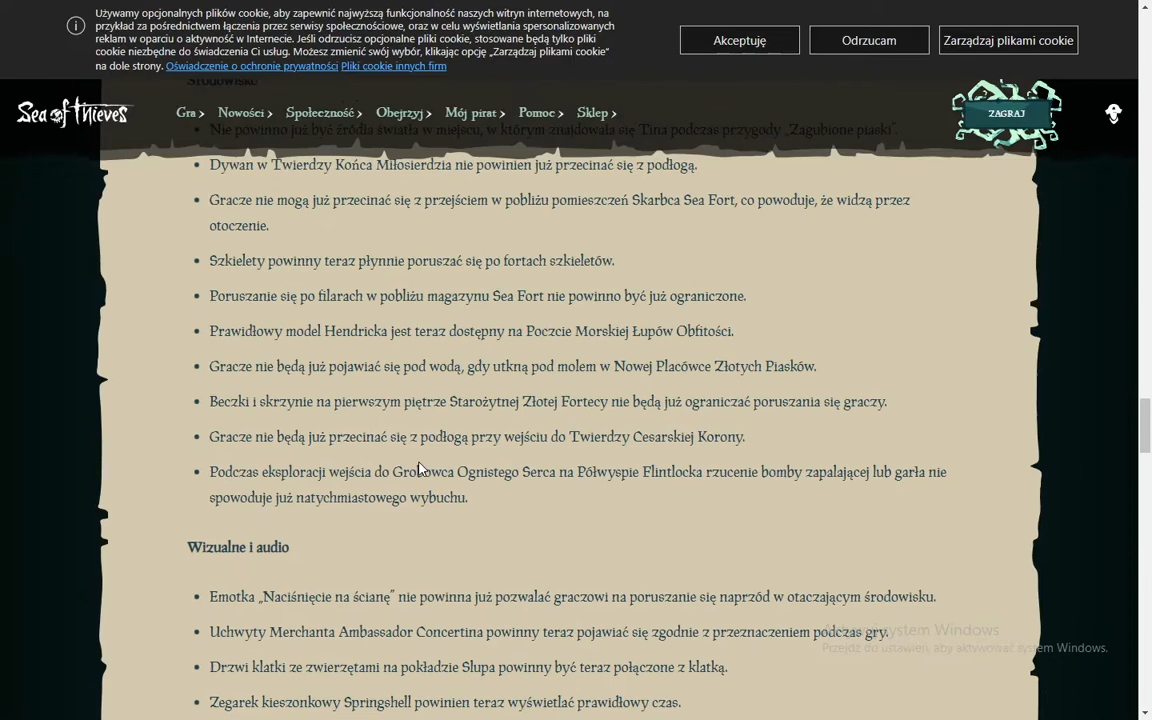 Używamy opcjonalnych plików cookie, aby zapewnić najwyższą funkcjonalność naszych witryn internetowych, na
przykład za pośrednictwem łączenia przez serwisy społecznościowe, oraz w celu wyświetlania spersonalizowanych
reklam w oparciu o aktywność w Internecie. Jeśli odrzucisz opcjonalne pliki cookie, stosowane będą tylko pliki
cookie niezbędne do świadczenia Ci usług. Możesz zmienić swój wybór, klikając opcję „Zarządzaj plikami cookie”
na dole strony. Oświadczenie o ochronie prywatności Pliki cookie innych firm
Akceptuję
Odrzucam
Zarządzaj plikami cookie
Środowisko
Sea of Thieves
Gra
Nowości
Społeczność
Obejrzyj
Mój pirat
Pomoc
Sklep
ZAGRAJ
Nie powinno już być źródła światła w miejscu, w którym znajdowała się Tina podczas przygody „Zagubione piaski”.
Dywan w Twierdzy Końca Miłosierdzia nie powinien już przecinać się z podłogą.
Gracze nie mogą już przecinać się z przejściem w pobliżu pomieszczeń Skarbca Sea Fort, co powoduje, że widzą przez
otoczenie.
Szkielety powinny teraz płynnie poruszać się po fortach szkieletów.
Poruszanie się po filarach w pobliżu magazynu Sea Fort nie powinno być już ograniczone.
Prawidłowy model Hendricka jest teraz dostępny na Poczcie Morskiej Łupów Obfitości.
Gracze nie będą już pojawiać się pod wodą, gdy utkną pod molem w Nowej Placówce Złotych Piasków.
Beczki i skrzynie na pierwszym piętrze Starożytnej Złotej Fortecy nie będą już ograniczać poruszania się graczy.
Gracze nie będą już przecinać się z podłogą przy wejściu do Twierdzy Cesarskiej Korony.
Podczas eksploracji wejścia do Grobowca Ognistego Serca na Półwyspie Flintlocka rzucenie bomby zapalającej lub garła nie
spowoduje już natychmiastowego wybuchu.
Wizualne i audio
Emotka „Naciśnięcie na ścianę” nie powinna już pozwalać graczowi na poruszanie się naprzód w otaczającym środowisku.
Uchwyty Merchanta Ambassador Concertina powinny teraz pojawiać się zgodnie z przeznaczeniem podczas gry.
Drzwi klatki ze zwierzętami na pokładzie Slupa powinny być teraz połączone z klatką.
Zegarek kieszonkowy Springshell powinien teraz wyświetlać prawidłowy czas.
Aktywuj system Windows
Przejdź do ustawień, aby aktywować system Windows.